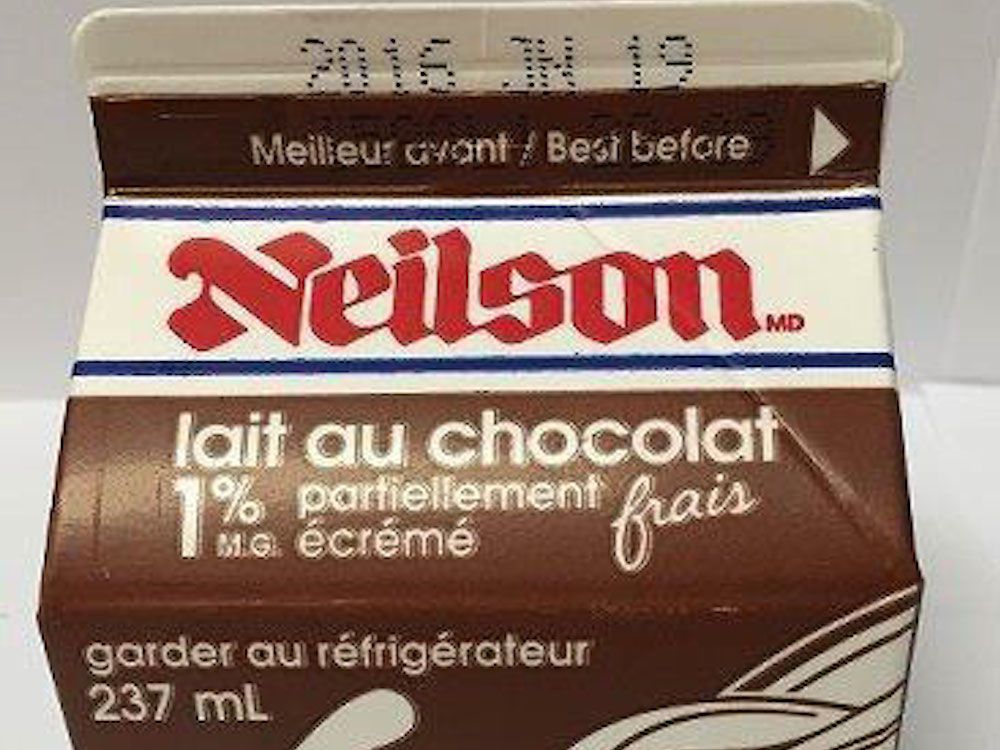 2016 JN 19
Meilleur avant / Best before
Neilson MD
lait au chocolat
1% M.G. partiellement écrémé frais
garder au réfrigérateur
237 mL